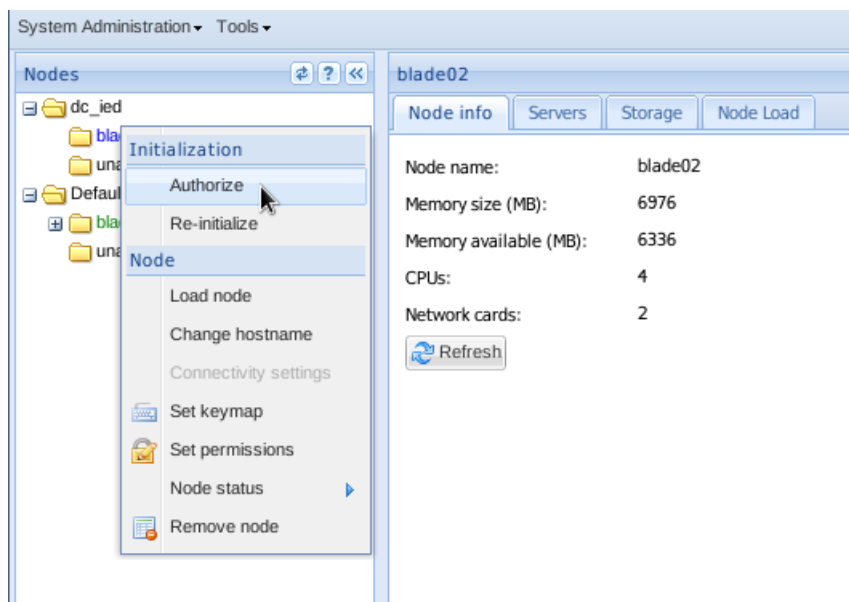 System Administration Tools
Nodes
?
blade02
dc_ied
Node info Servers Storage Node Load
Initialization
Authorize
Re-initialize
Node
Load node
Change hostname
Connectivity settings
Set keymap
Set permissions
Node status
Remove node
Node name: blade02
Memory size (MB): 6976
Memory available (MB): 6336
CPUs: 4
Network cards: 2
Refresh